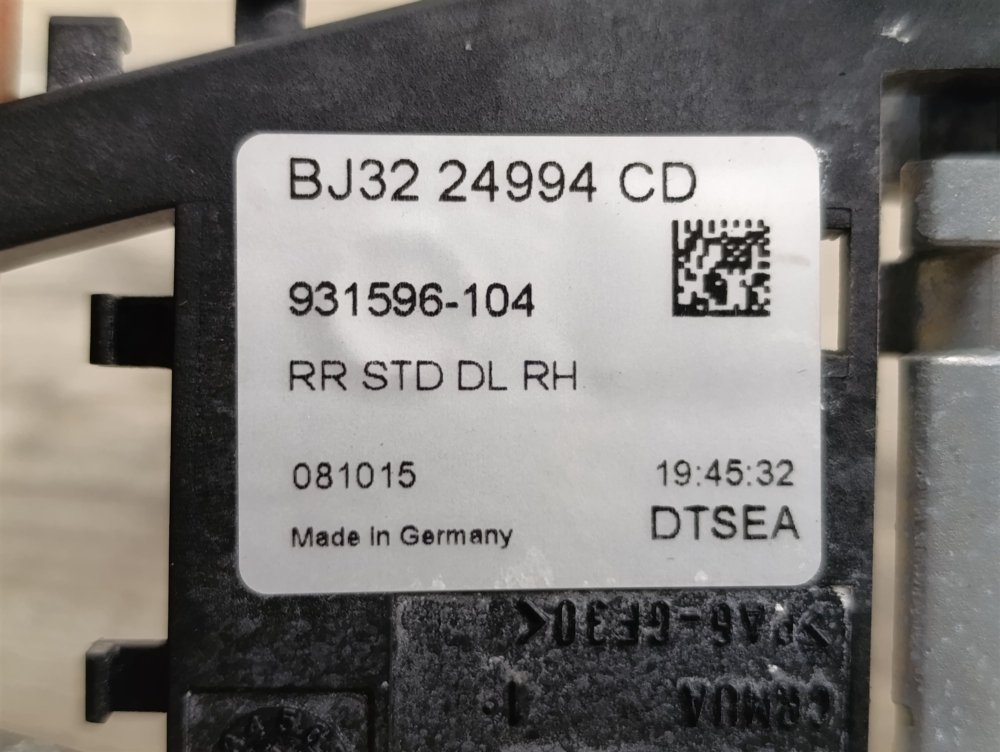 BJ32 24994 CD
931596-104
RR STD DL RH
081015 19:45:32
Made in Germany DTSEA
>PA6-GF30<
1